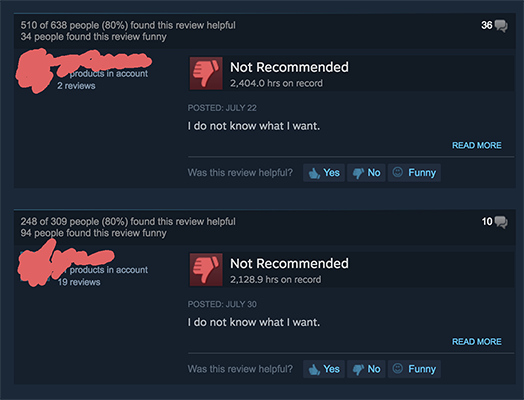 510 of 638 people (80%) found this review helpful
36
34 people found this review funny
products in account
2 reviews
Not Recommended
2,404.0 hrs on record
POSTED: JULY 22
I do not know what I want.
READ MORE
Was this review helpful? Yes No Funny
248 of 309 people (80%) found this review helpful
10
94 people found this review funny
products in account
19 reviews
Not Recommended
2,128.9 hrs on record
POSTED: JULY 30
I do not know what I want.
READ MORE
Was this review helpful? Yes No Funny